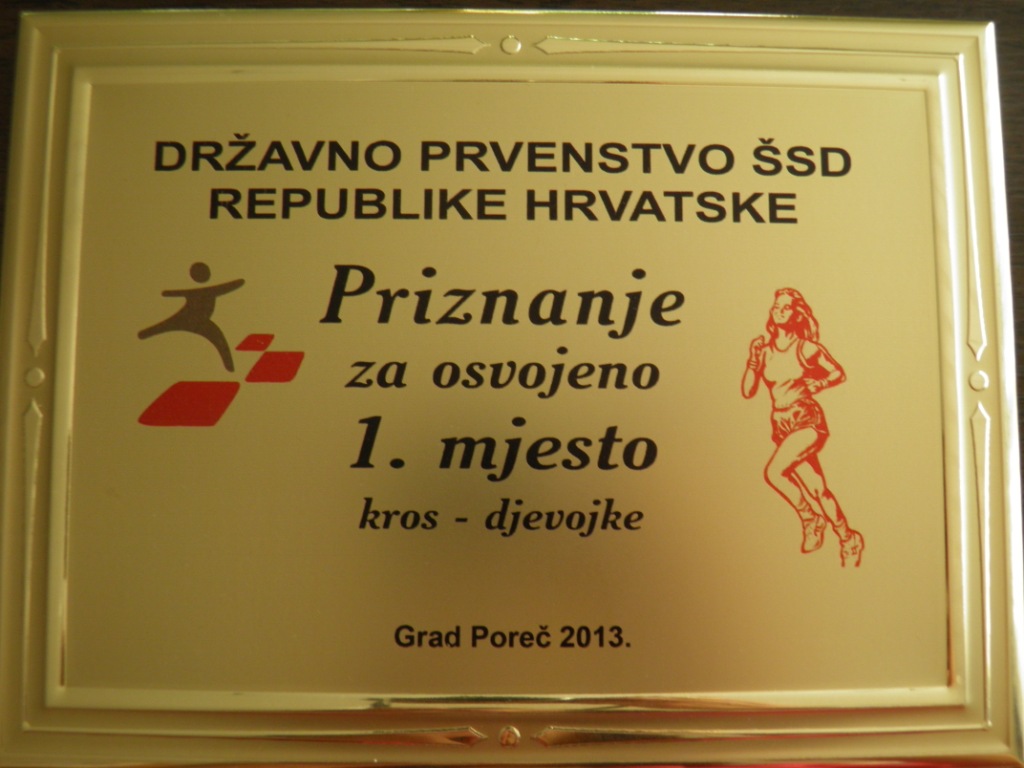 DRŽAVNO PRVENSTVO ŠSD
REPUBLIKE HRVATSKE
Priznanje
za osvojeno
1. mjesto
kros - djevojke
Grad Poreč 2013.